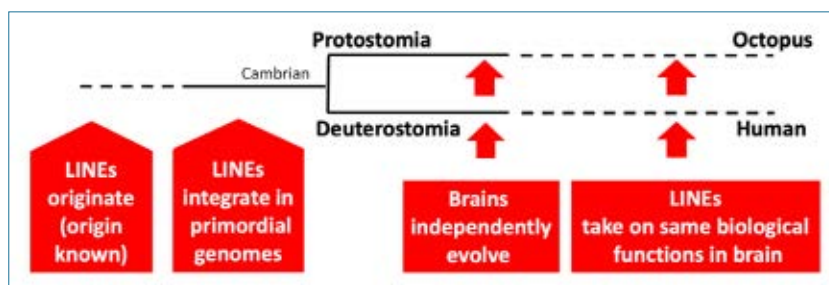 Protostomia
Octopus
Cambrian
Deuterostomia
Human
LINEs
originate
(origin
known)
LINEs
integrate in
primordial
genomes
Brains
independently
evolve
LINEs
take on same biological
functions in brain